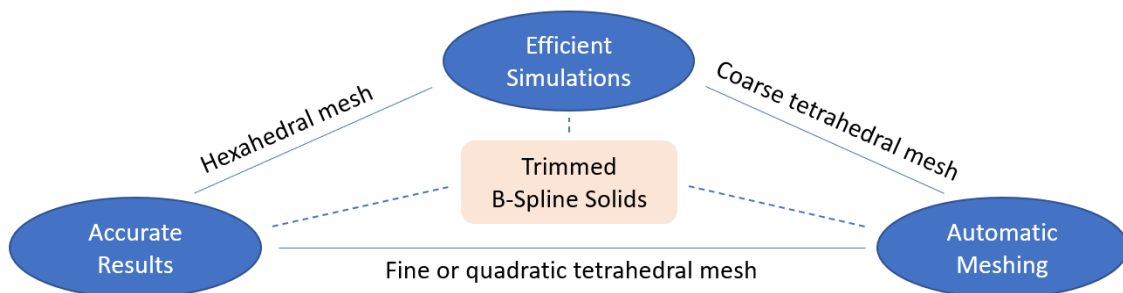 Efficient
Simulations
Hexahedral mesh
Coarse tetrahedral mesh
Trimmed
B-Spline Solids
Accurate
Results
Automatic
Meshing
Fine or quadratic tetrahedral mesh